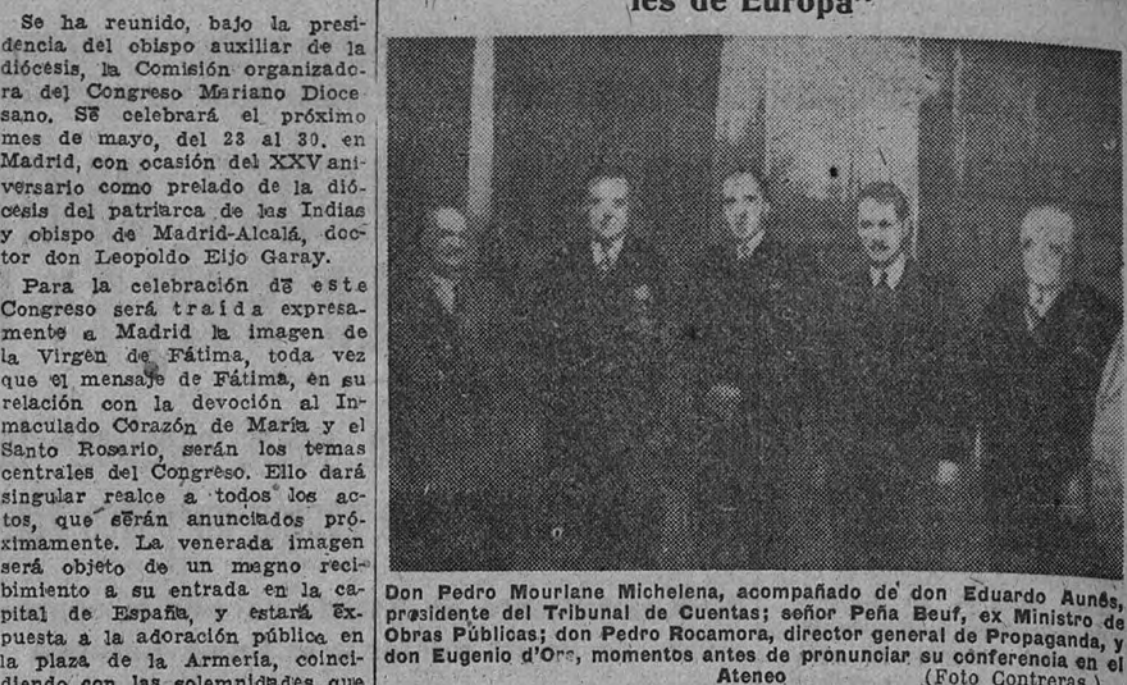 Se ha reunido, bajo la presi-
dencia del obispo auxiliar de la
diócesis, la Comisión organizado-
ra del Congreso Mariano Dioce
sano. Se celebrará el próximo
mes de mayo, del 23 al 30. en
Madrid, con ocasión del XXV ani-
versario como prelado de la dió-
cesis del patriarca de las Indias
y obispo de Madrid-Alcalá, doc-
tor don Leopoldo Eijo Garay.
Para la celebración de este
Congreso será traída expresa-
mente a Madrid la imagen de
la Virgen de Fátima, toda vez
que el mensaje de Fátima, en su
relación con la devoción al In-
maculado Corazón de María y el
Santo Rosario, serán los temas
centrales del Congreso. Ello dará
singular realce a todos los ac-
tos, que serán anunciados pró-
ximamente. La venerada imagen
será objeto de un magno reci-
bimiento a su entrada en la ca-
pital de España, y estará ex-
puesta a la adoración pública en
la plaza de la Armería, coinci-
diendo con las solemnidades que
les de Europa"
Don Pedro Mourlane Michelena, acompañado de don Eduardo Aunós,
presidente del Tribunal de Cuentas; señor Peña Beuf, ex Ministro de
Obras Públicas; don Pedro Rocamora, director general de Propaganda, y
don Eugenio d'Ors, momentos antes de pronunciar su conferencia en el
Ateneo (Foto Contreras.)